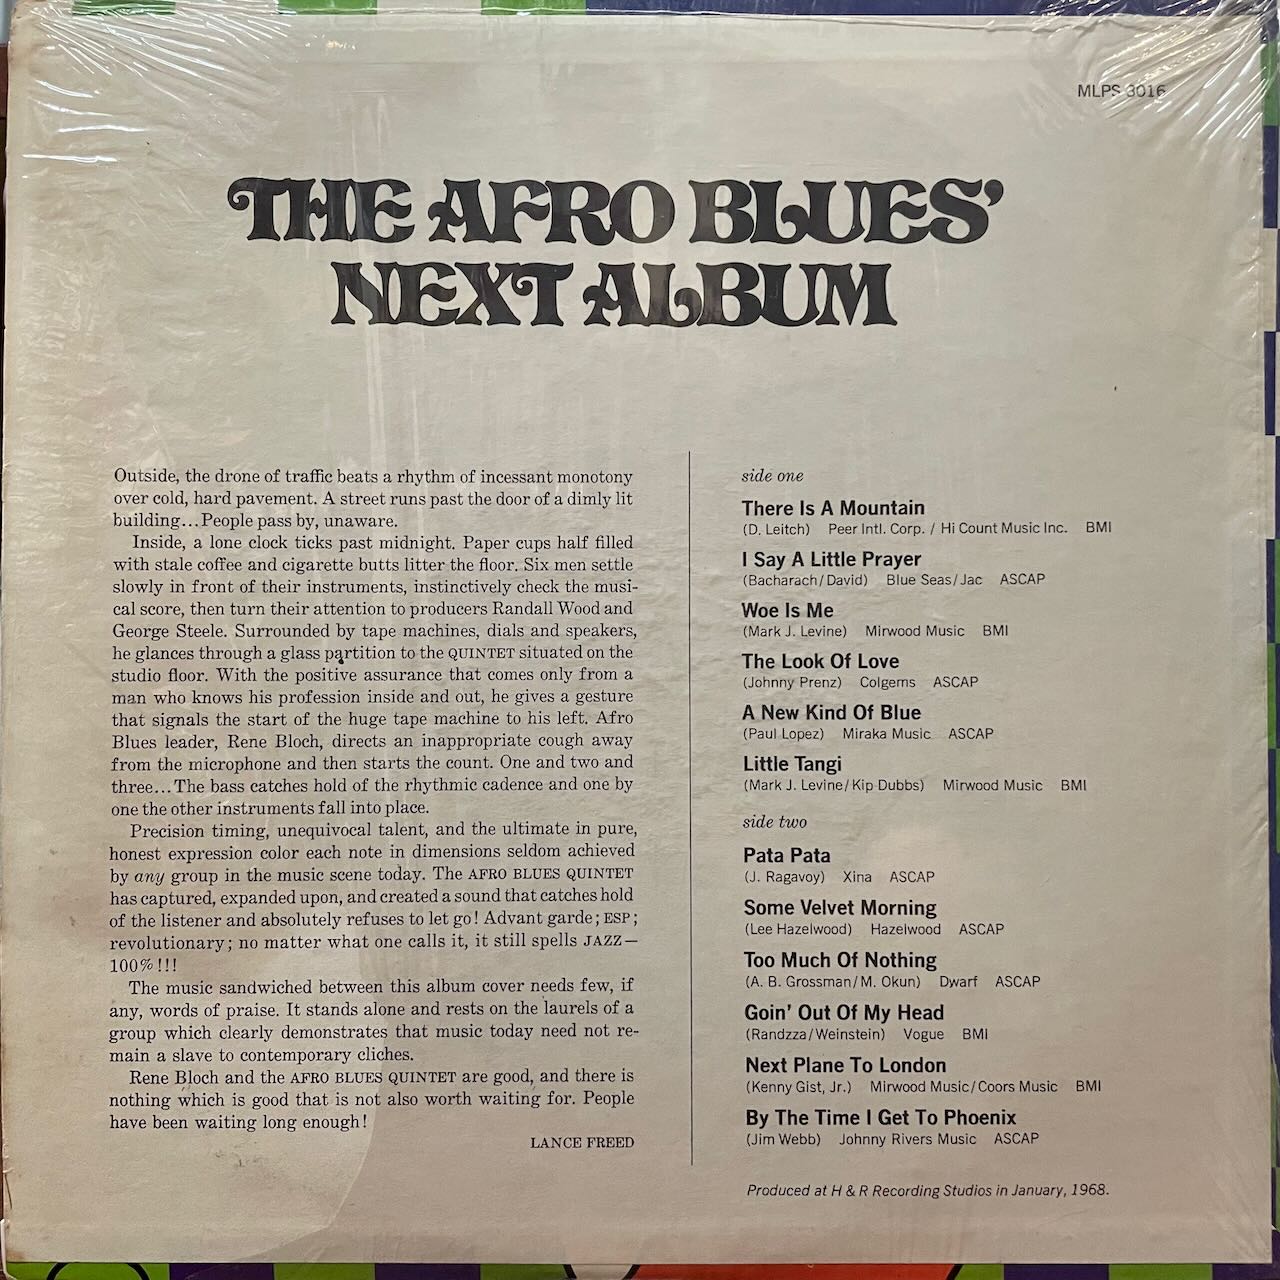 MLPS 3016
THE AFRO BLUES'
NEXT ALBUM
Outside, the drone of traffic beats a rhythm of incessant monotony
over cold, hard pavement. A street runs past the door of a dimly lit
building...People pass by, unaware.
Inside, a lone clock ticks past midnight. Paper cups half filled
with stale coffee and cigarette butts litter the floor. Six men settle
slowly in front of their instruments, instinctively check the musi-
cal score, then turn their attention to producers Randall Wood and
George Steele. Surrounded by tape machines, dials and speakers,
he glances through a glass partition to the QUINTET situated on the
studio floor. With the positive assurance that comes only from a
man who knows his profession inside and out, he gives a gesture
that signals the start of the huge tape machine to his left. Afro
Blues leader, Rene Bloch, directs an inappropriate cough away
from the microphone and then starts the count. One and two and
three...The bass catches hold of the rhythmic cadence and one by
one the other instruments fall into place.
Precision timing, unequivocal talent, and the ultimate in pure,
honest expression color each note in dimensions seldom achieved
by any group in the music scene today. The AFRO BLUES QUINTET
has captured, expanded upon, and created a sound that catches hold
of the listener and absolutely refuses to let go! Advant garde; ESP;
revolutionary; no matter what one calls it, it still spells JAZZ—
100%!!!
The music sandwiched between this album cover needs few, if
any, words of praise. It stands alone and rests on the laurels of a
group which clearly demonstrates that music today need not re-
main a slave to contemporary cliches.
Rene Bloch and the AFRO BLUES QUINTET are good, and there is
nothing which is good that is not also worth waiting for. People
have been waiting long enough!
LANCE FREED
side one
There Is A Mountain
(D. Leitch) Peer Intl. Corp. / Hi Count Music Inc. BMI
I Say A Little Prayer
(Bacharach/David) Blue Seas/Jac ASCAP
Woe Is Me
(Mark J. Levine) Mirwood Music BMI
The Look Of Love
(Johnny Prenz) Colgems ASCAP
A New Kind Of Blue
(Paul Lopez) Miraka Music ASCAP
Little Tangi
(Mark J. Levine/Kip Dubbs) Mirwood Music BMI
side two
Pata Pata
(J. Ragavoy) Xina ASCAP
Some Velvet Morning
(Lee Hazelwood) Hazelwood ASCAP
Too Much Of Nothing
(A. B. Grossman/M. Okun) Dwarf ASCAP
Goin' Out Of My Head
(Randzza/Weinstein) Vogue BMI
Next Plane To London
(Kenny Gist, Jr.) Mirwood Music/Coors Music BMI
By The Time I Get To Phoenix
(Jim Webb) Johnny Rivers Music ASCAP
Produced at H & R Recording Studios in January, 1968.